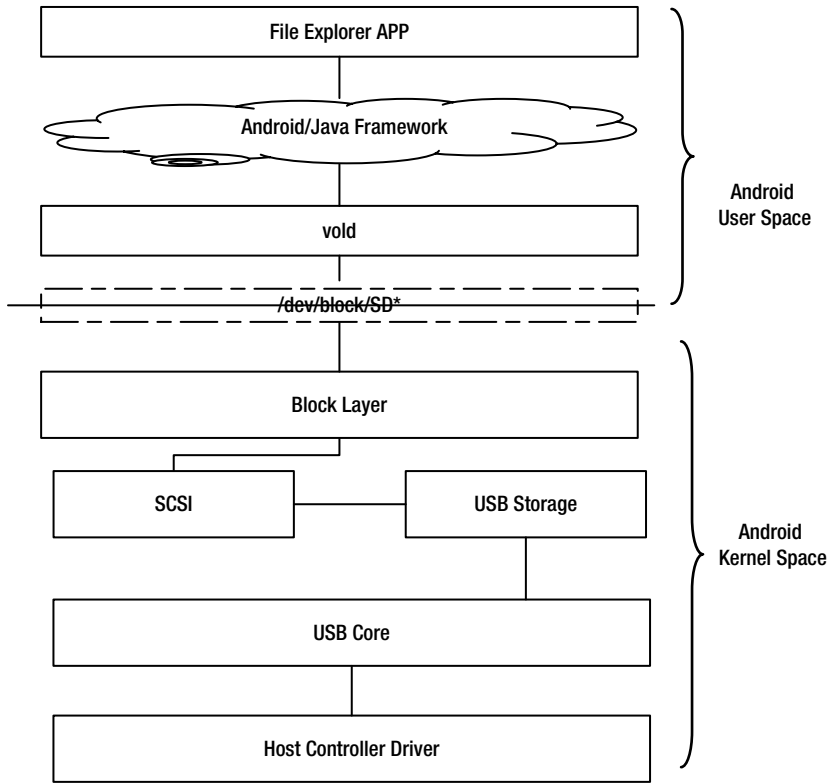 File Explorer APP
Android/Java Framework
vold
Android
User Space
/dev/block/SD*
Block Layer
SCSI
USB Storage
Android
Kernel Space
USB Core
Host Controller Driver